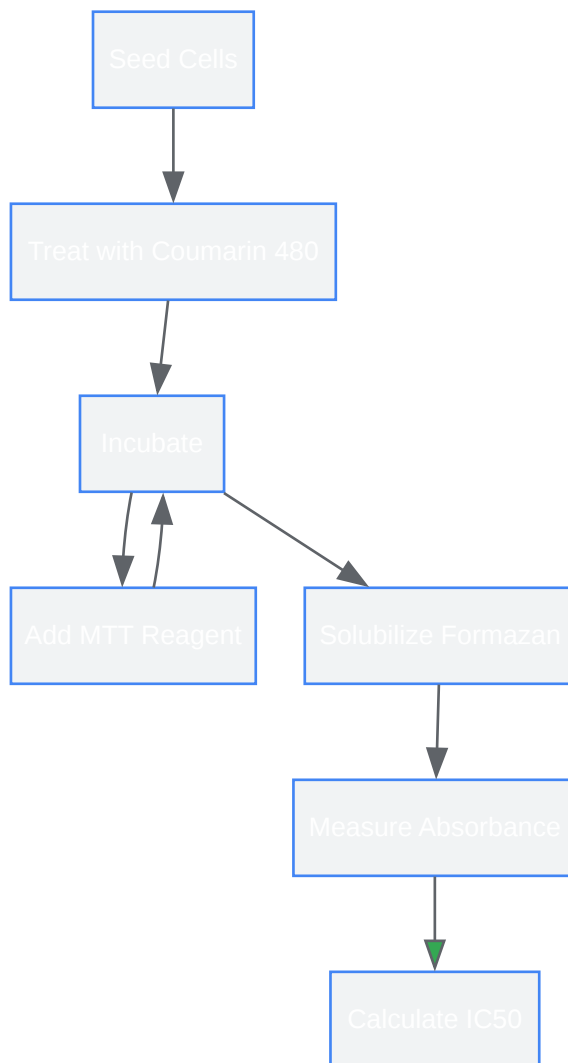 Seed Cells
Treat with Coumarin 480
Incubate
Add MTT Reagent
Solubilize Formazan
Measure Absorbance
Calculate IC50